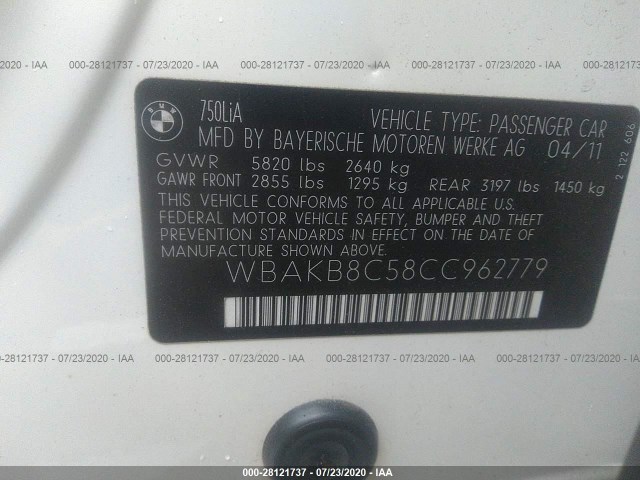 000-28121737 - 07/23/2020 - IAA 000-28121737 - 07/23/2020 - IAA 000-28121737 - 07/23/2020 - IAA
BMW
750LiA VEHICLE TYPE: PASSENGER CAR
MFD BY BAYERISCHE MOTOREN WERKE AG 04/11
GVWR 5820 lbs 2640 kg
GAWR FRONT 2855 lbs 1295 kg REAR 3197 lbs 1450 kg
THIS VEHICLE CONFORMS TO ALL APPLICABLE U.S.
FEDERAL MOTOR VEHICLE SAFETY, BUMPER AND THEFT
PREVENTION STANDARDS IN EFFECT ON THE DATE OF
MANUFACTURE SHOWN ABOVE.
WBAKB8C58CC962779
2 122 606
000-28121737 - 07/23/2020 - IAA 000-28121737 - 07/23/2020 - IAA 000-28121737 - 07/23/2020 - IAA
000-28121737 - 07/23/2020 - IAA